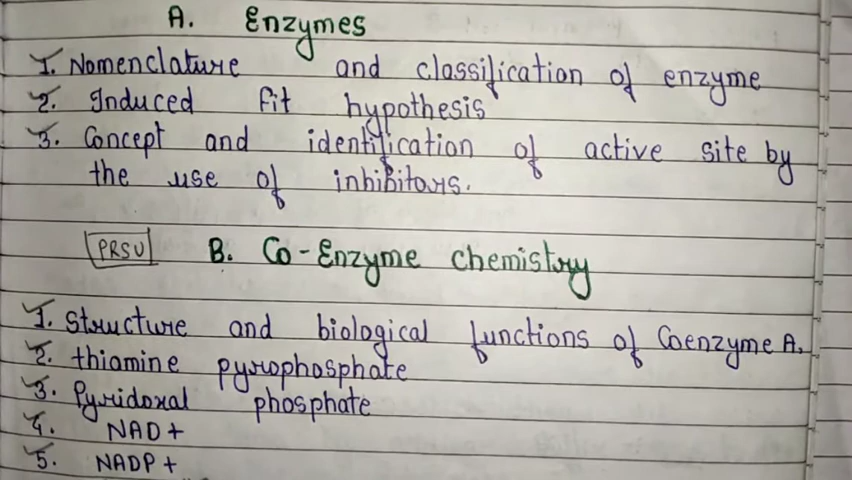 A. Enzymes
1. Nomenclature and classification of enzyme
2. Induced fit hypothesis
3. Concept and identification of active site by
the use of inhibitors.
PRSU B. Co-Enzyme Chemistry
1. Structure and biological functions of Coenzyme A.
2. thiamine pyrophosphate
3. Pyridoxal phosphate
4. NAD+
5. NADP+